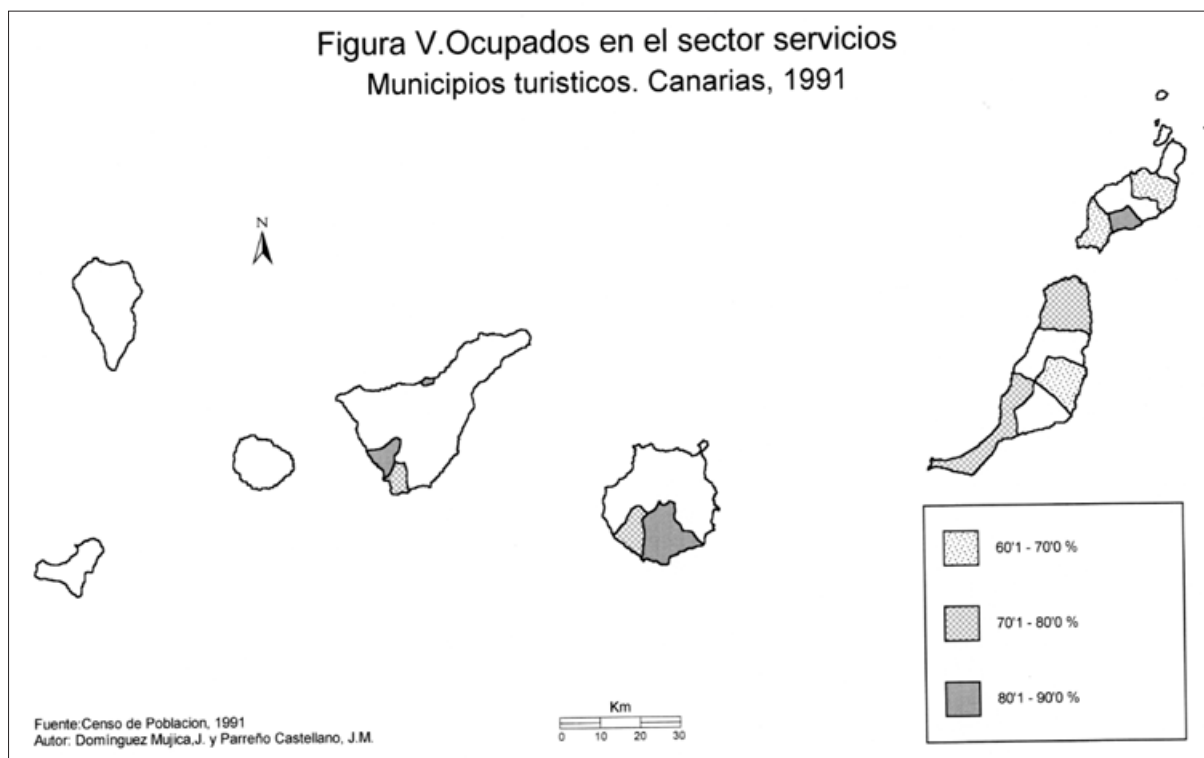 Figura V.Ocupados en el sector servicios
Municipios turisticos. Canarias, 1991
N
60'1 - 70'0 %
70'1 - 80'0 %
80'1 - 90'0 %
Km
0 10 20 30
Fuente:Censo de Poblacion, 1991
Autor: Domínguez Mujica,J. y Parreño Castellano, J.M.